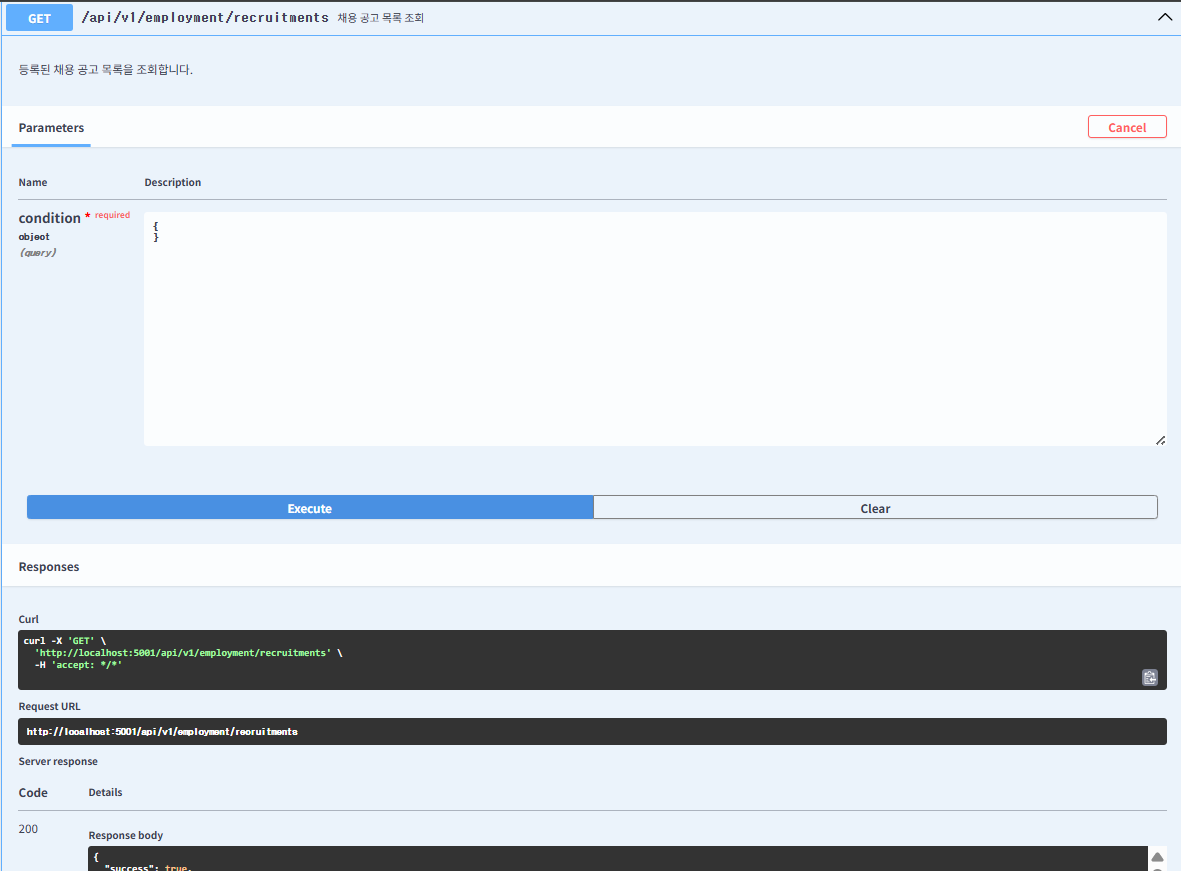 GET /api/v1/employment/recruitments 채용 공고 목록 조회
등록된 채용 공고 목록을 조회합니다.
Parameters Cancel
Name Description
condition * required
object
(query)
{
}
Execute Clear
Responses
Curl
curl -X 'GET' \
'http://localhost:5001/api/v1/employment/recruitments' \
-H 'accept: */*'
Request URL
http://localhost:5001/api/v1/employment/recruitments
Server response
Code Details
200
Response body
{
"success": true,